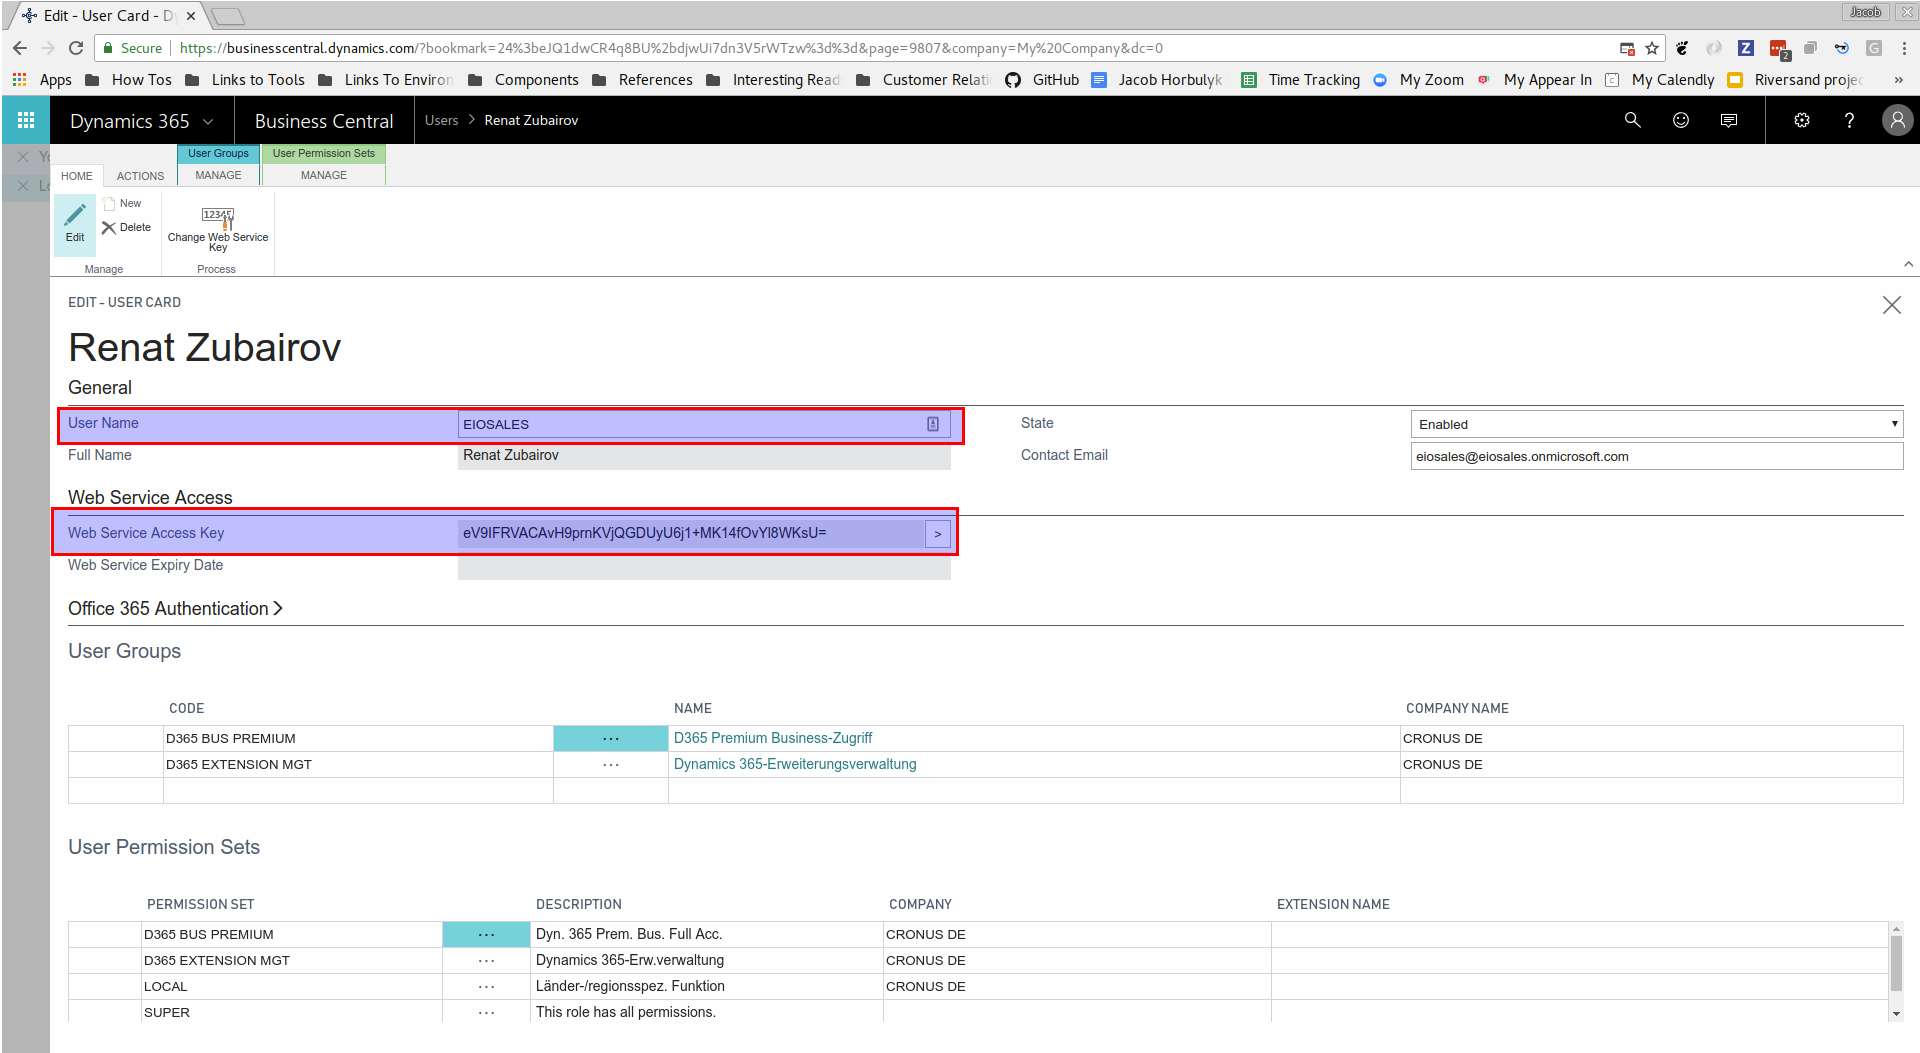 Edit - User Card - Dy
Jacob
Secure
https://businesscentral.dynamics.com/?bookmark=24%3beJQ1dwCR4q8BU%2bdjwUi7dn3V5rWTzw%3d%3d&page=9807&company=My%20Company&dc=0
Z
2
G
Apps How Tos Links to Tools Links To Environ Components References Interesting Read Customer Relati GitHub Jacob Horbulyk Time Tracking My Zoom My Appear In My Calendly Riversand projec »
Dynamics 365 Business Central Users > Renat Zubairov
?
User Groups User Permission Sets
HOME ACTIONS MANAGE MANAGE
Edit
New
Delete
12345
Change Web Service
Key
Manage Process
EDIT - USER CARD
Renat Zubairov
General
User Name EIOSALES State Enabled
Full Name Renat Zubairov Contact Email eiosales@eiosales.onmicrosoft.com
Web Service Access
Web Service Access Key eV9IFRVACAvH9prnKVjQGDUyU6j1+MK14fOvYl8WKsU= >
Web Service Expiry Date
Office 365 Authentication >
User Groups
CODE NAME COMPANY NAME
D365 BUS PREMIUM ... D365 Premium Business-Zugriff CRONUS DE
D365 EXTENSION MGT ... Dynamics 365-Erweiterungsverwaltung CRONUS DE
User Permission Sets
PERMISSION SET DESCRIPTION COMPANY EXTENSION NAME
D365 BUS PREMIUM ... Dyn. 365 Prem. Bus. Full Acc. CRONUS DE
D365 EXTENSION MGT ... Dynamics 365-Erw.verwaltung CRONUS DE
LOCAL ... Länder-/regionsspez. Funktion CRONUS DE
SUPER ... This role has all permissions.